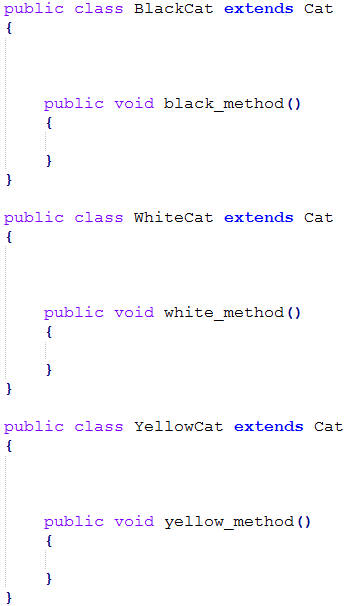 public class BlackCat extends Cat
{
public void black_method()
{
}
}
public class WhiteCat extends Cat
{
public void white_method()
{
}
}
public class YellowCat extends Cat
{
public void yellow_method()
{
}
}